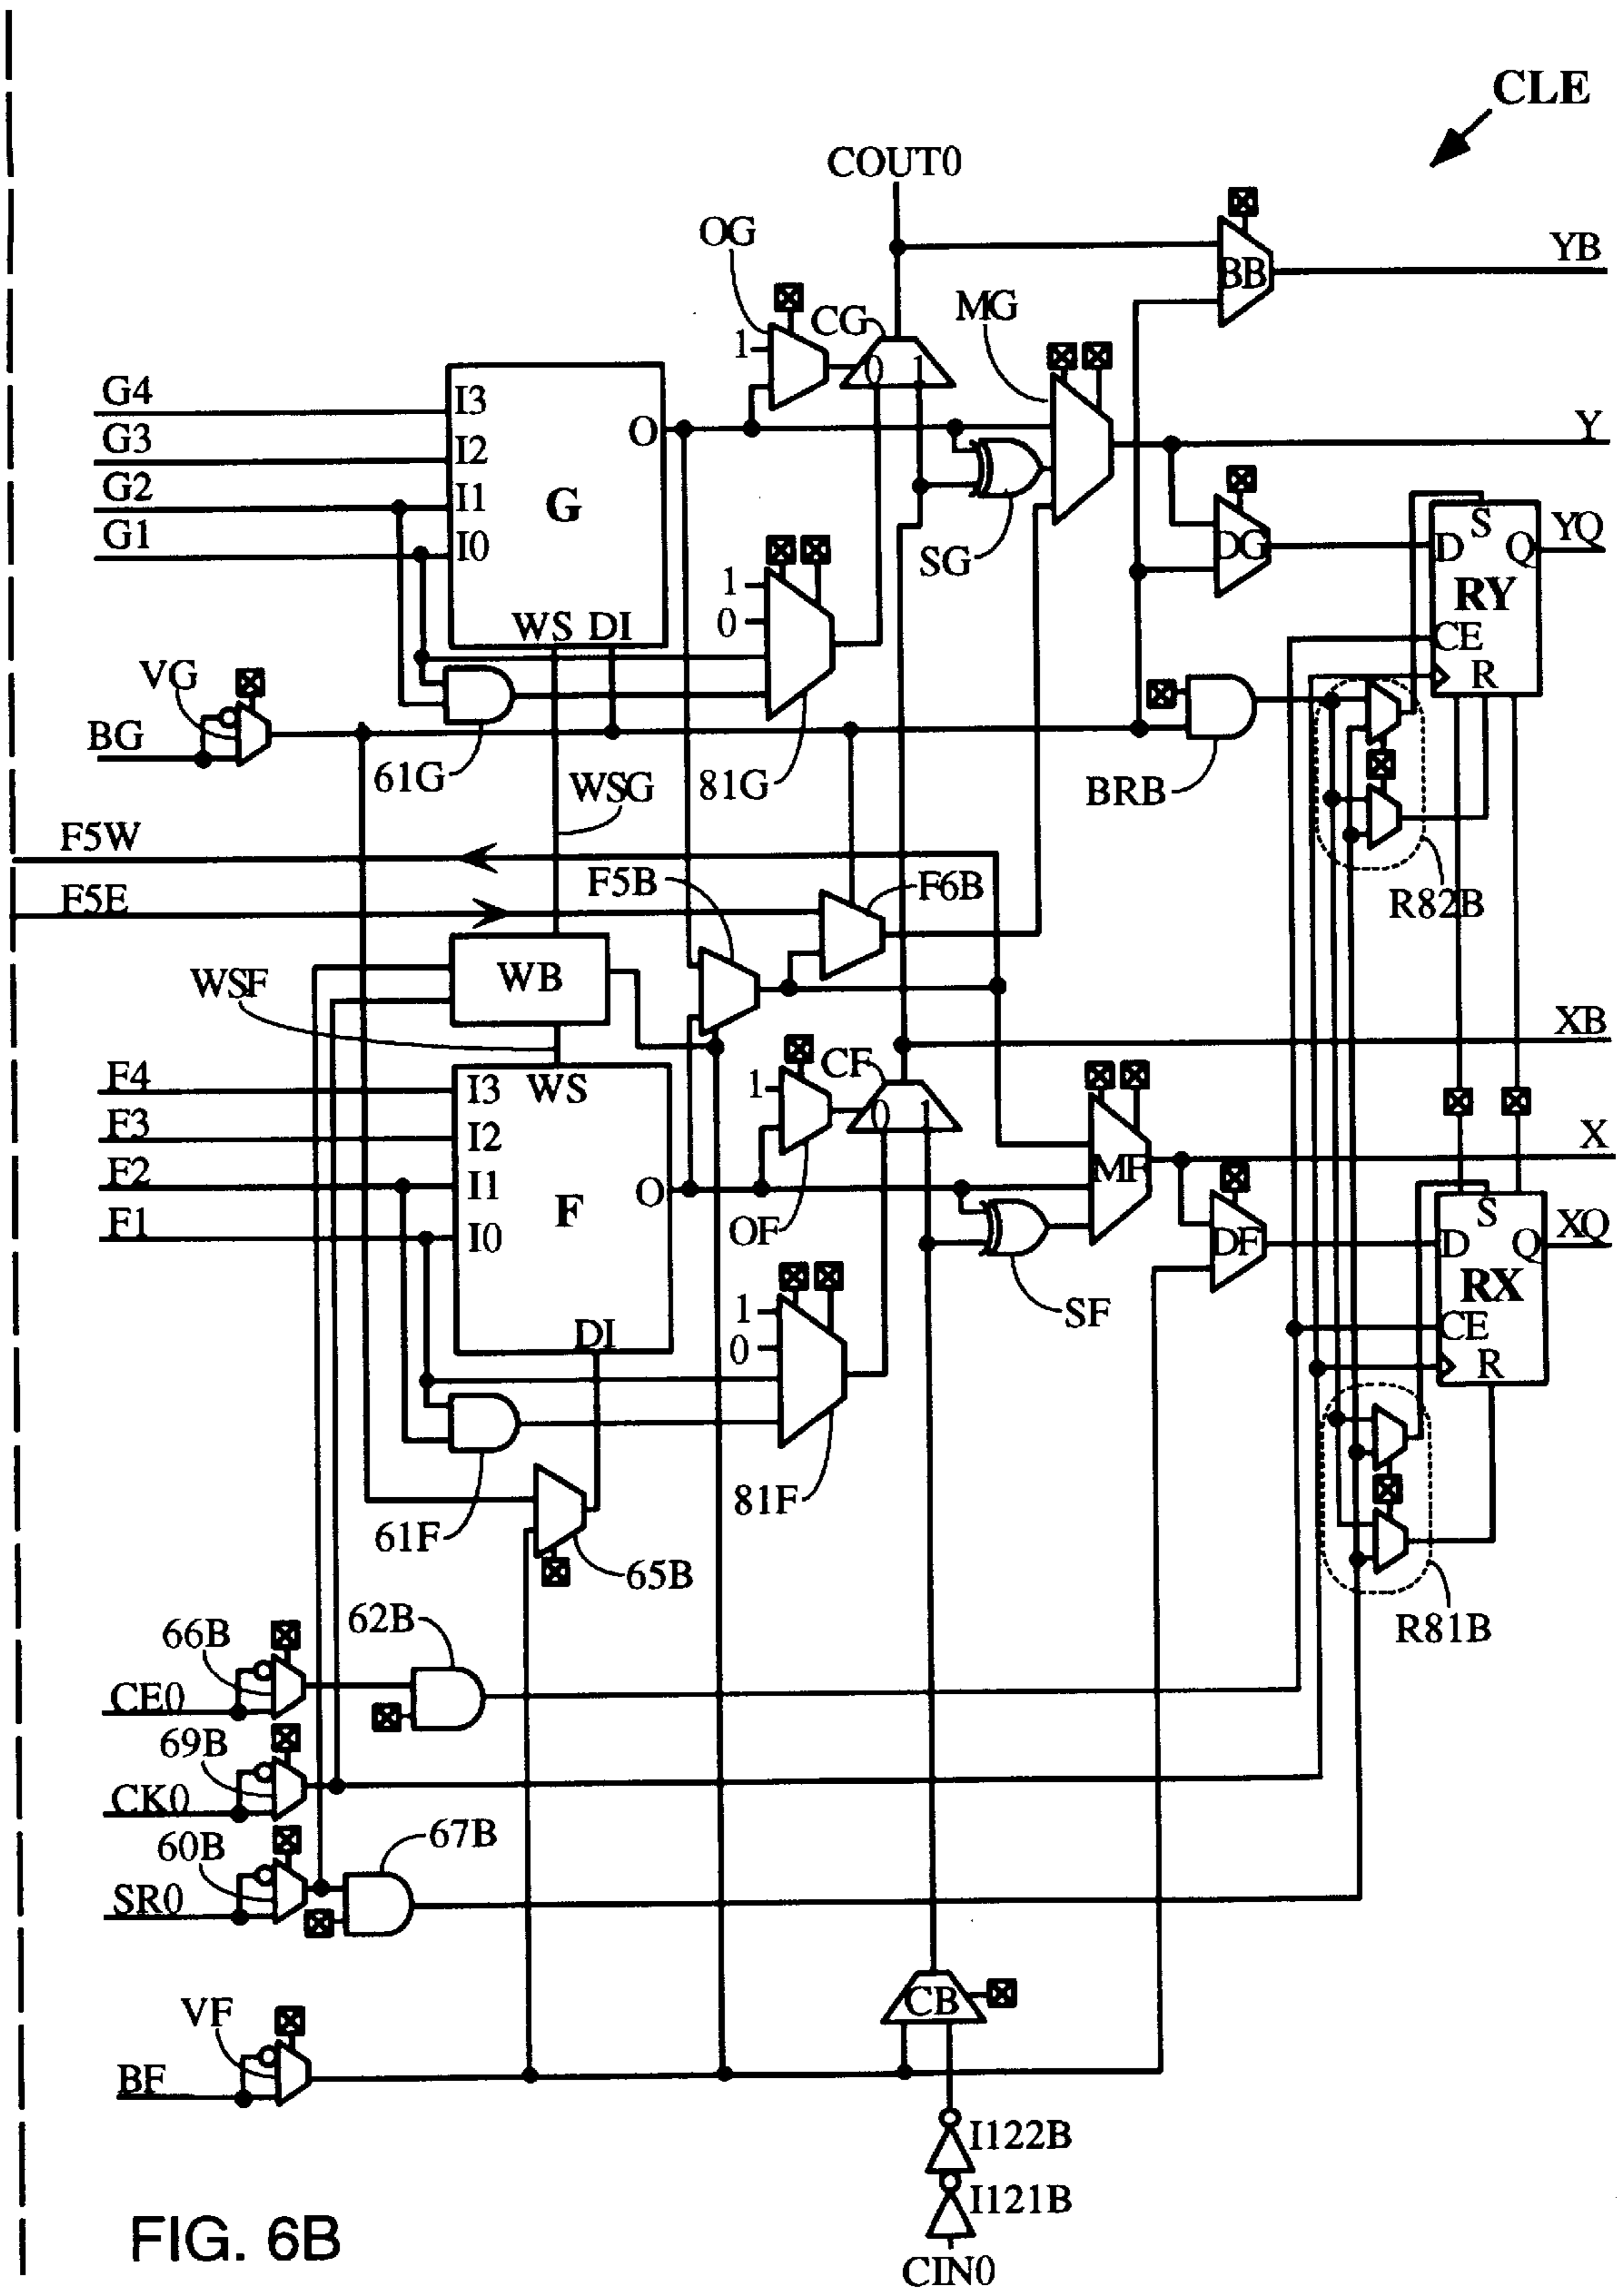 CLE
COUT0
OG
YB
BB
CG
MG
1
0 1
G4
G3
G2
G1
I3
I2
I1
I0
O
G
WS DI
Y
SG
DG
S
D Q
YQ
RY
CE
R
1
0
VG
BG
61G
WSG
81G
BRB
R82B
F5W
F5E
F5B
F6B
WB
WSF
XB
F4
F3
F2
F1
I3
I2
I1
I0
WS
O
F
DI
1
CF
0 1
OF
MF
X
DF
S
D Q
XQ
RX
CE
R
SF
1
0
61F
81F
65B
R81B
66B
62B
CE0
69B
CK0
60B
67B
SR0
VF
BF
CB
I122B
I121B
CIN0
FIG. 6B